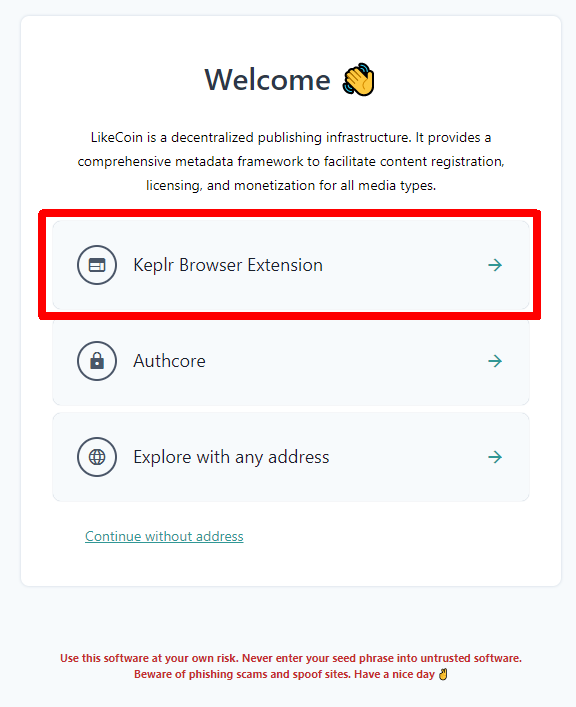 Welcome 👋
LikeCoin is a decentralized publishing infrastructure. It provides a
comprehensive metadata framework to facilitate content registration,
licensing, and monetization for all media types.
Keplr Browser Extension
Authcore
Explore with any address
Continue without address
Use this software at your own risk. Never enter your seed phrase into untrusted software.
Beware of phishing scams and spoof sites. Have a nice day ✌